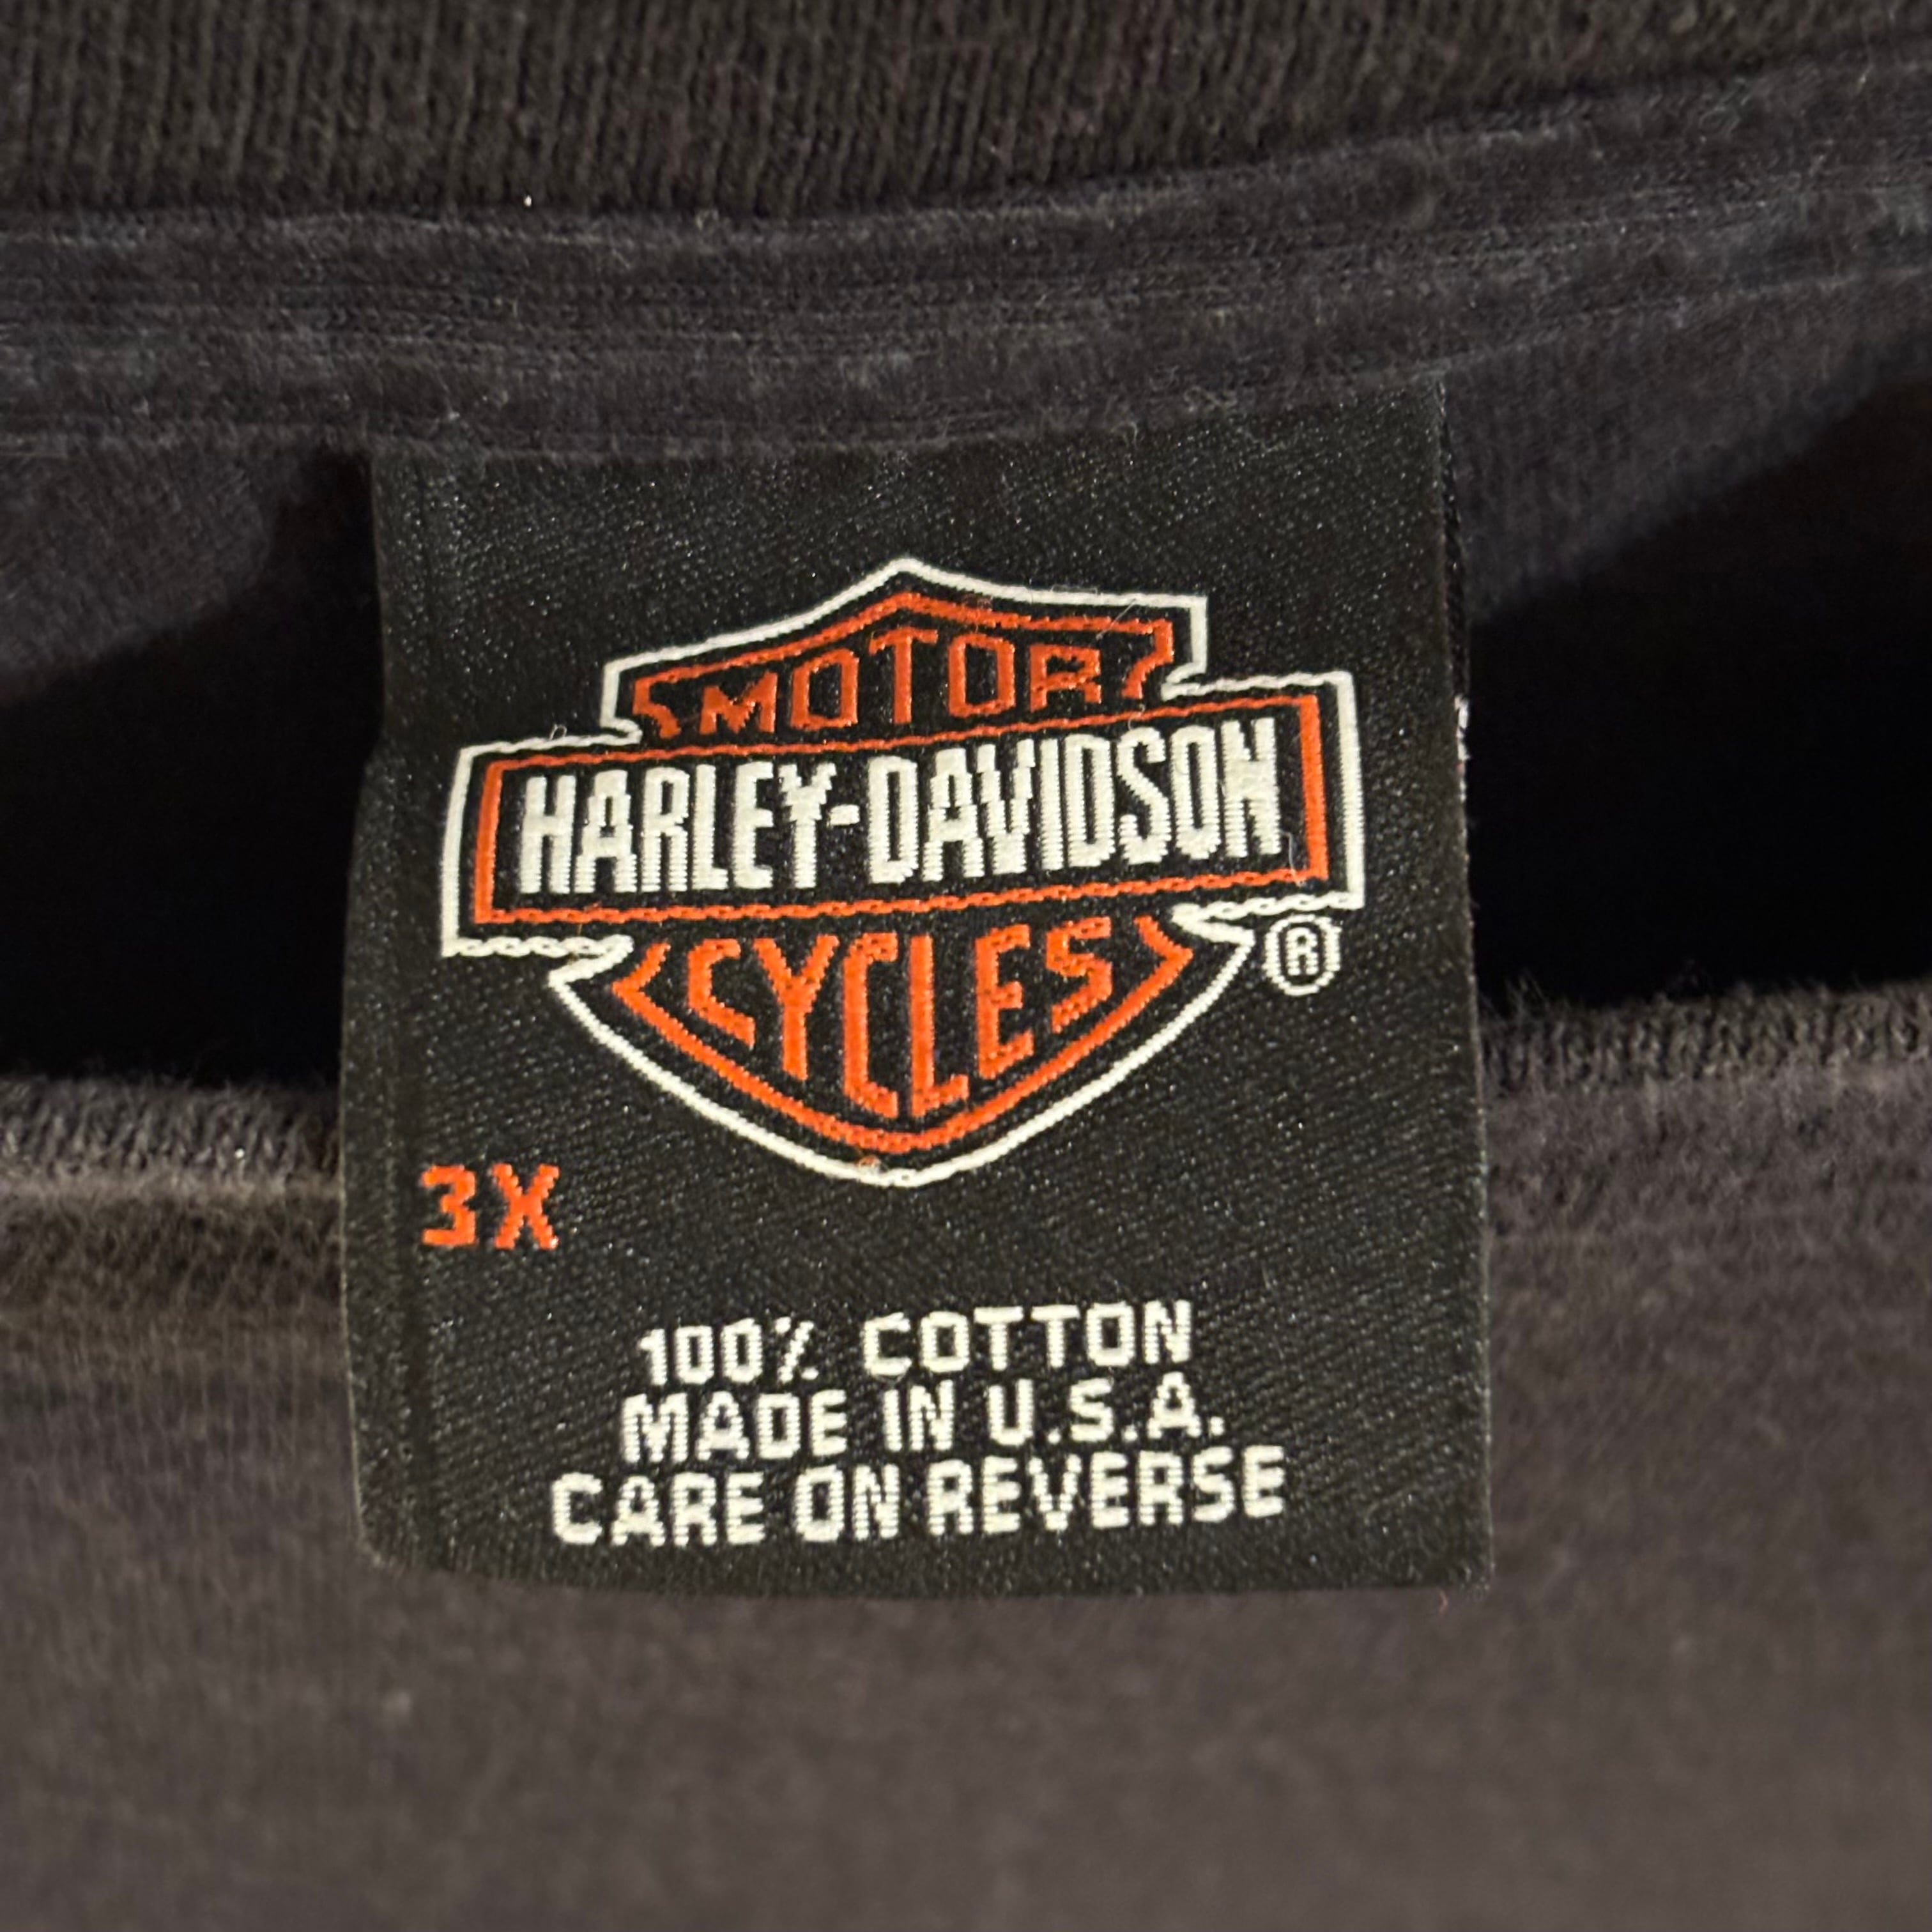 MOTOR
HARLEY-DAVIDSON
CYCLES
®
3X
100% COTTON
MADE IN U.S.A.
CARE ON REVERSE